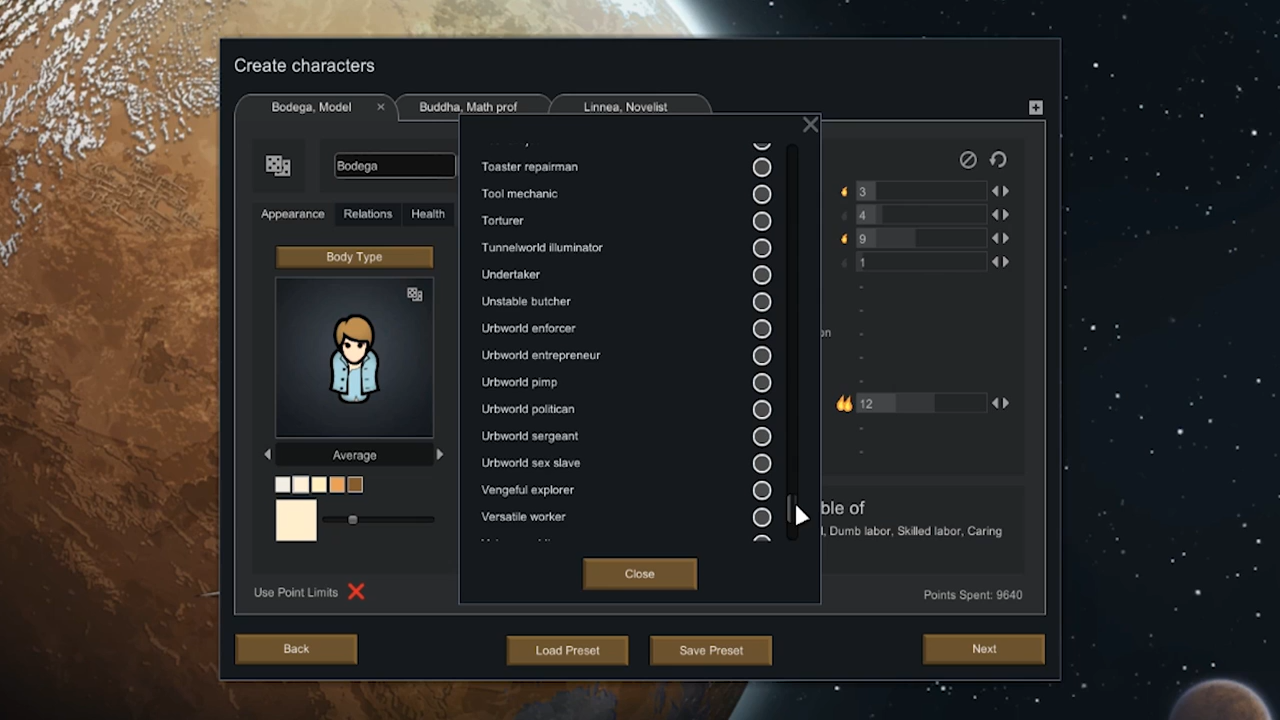 Create characters
Bodega, Model
Buddha, Math prof
Linnea, Novelist
Bodega
Appearance
Relations
Health
Body Type
Average
Use Point Limits
Toaster repairman
Tool mechanic
Torturer
Tunnelworld illuminator
Undertaker
Unstable butcher
Urbworld enforcer
Urbworld entrepreneur
Urbworld pimp
Urbworld politican
Urbworld sergeant
Urbworld sex slave
Vengeful explorer
Versatile worker
Close
3
4
9
1
-
-
on -
-
-
12
-
-
ble of
, Dumb labor, Skilled labor, Caring
Points Spent: 9640
Back
Load Preset
Save Preset
Next